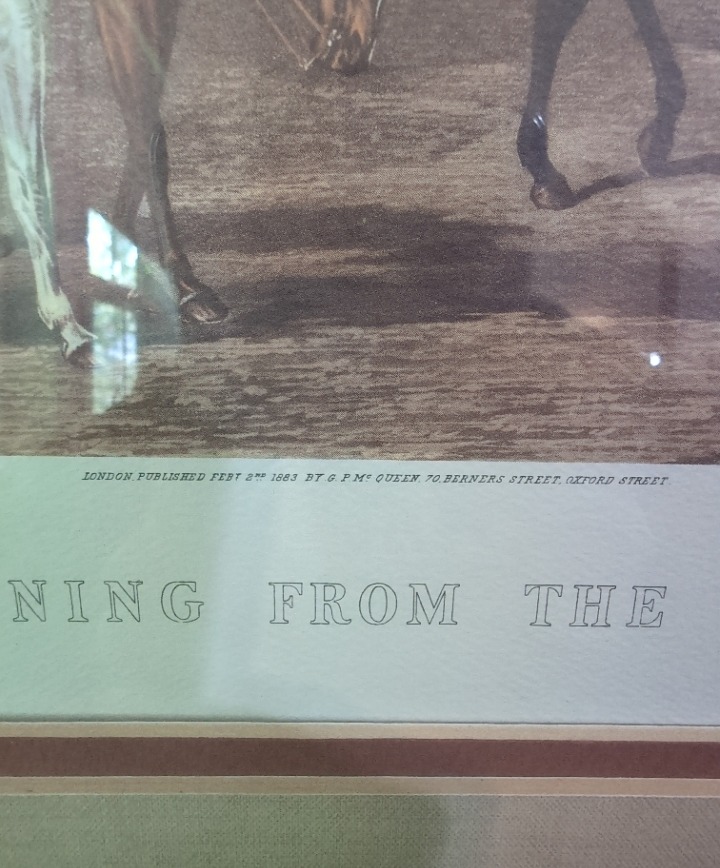 LONDON, PUBLISHED FEBY 2ND 1883 BY G. P. Mc QUEEN, 70, BERNERS STREET, OXFORD STREET
NING FROM THE